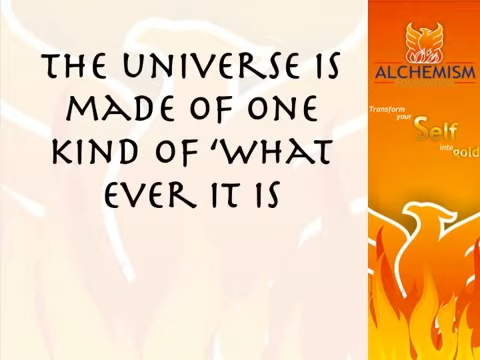 THE UNIVERSE IS
MADE OF ONE
KIND OF ‘WHAT
EVER IT IS
ALCHEMISM
Transform
your
Self
into
gold